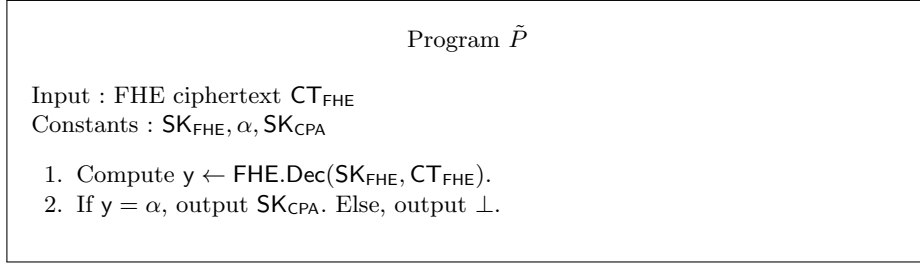 Program P̃
Input : FHE ciphertext CT_FHE
Constants : SK_FHE, α, SK_CPA
1. Compute y ← FHE.Dec(SK_FHE, CT_FHE).
2. If y = α, output SK_CPA. Else, output ⊥.